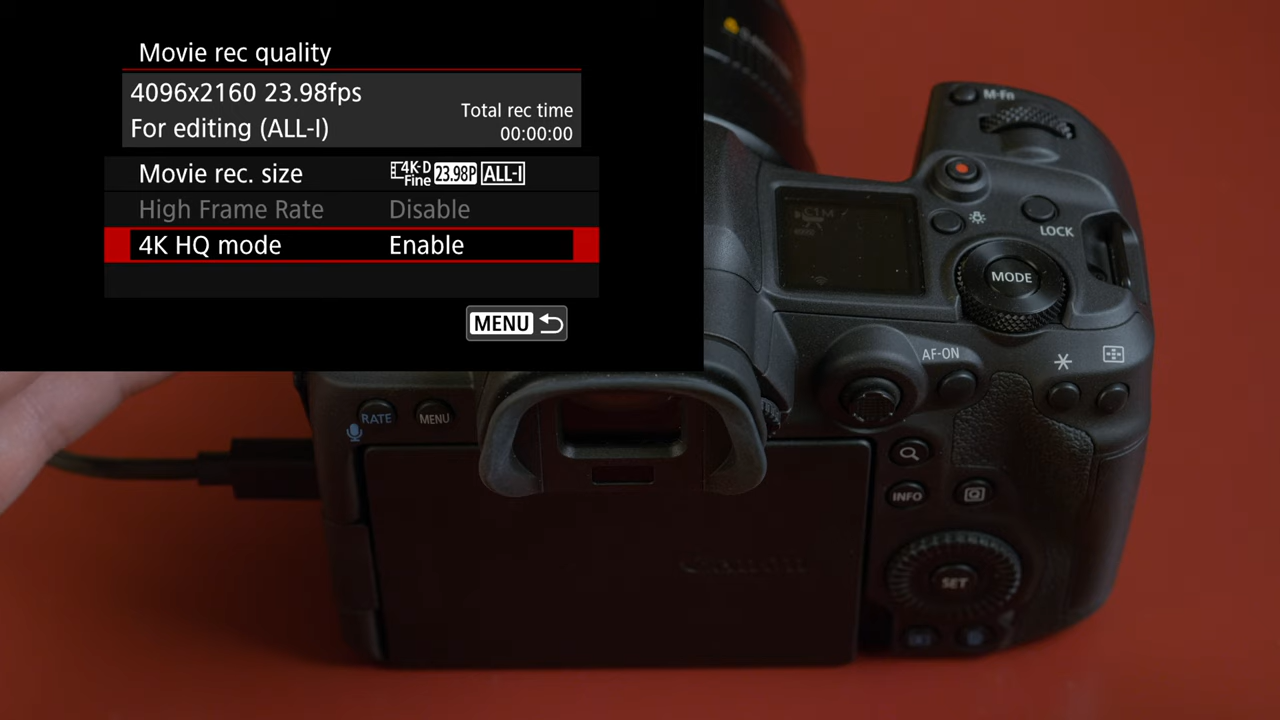 Movie rec quality
4096x2160 23.98fps
Total rec time
For editing (ALL-I)
00:00:00
Movie rec. size 4K-D Fine 23.98P ALL-I
High Frame Rate Disable
4K HQ mode Enable
MENU
M-Fn
C1M
LOCK
MODE
AF-ON
RATE
MENU
INFO
Q
Canon
SET